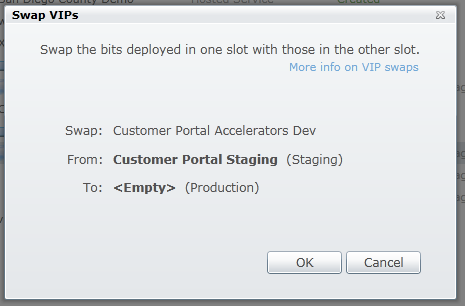 San Diego County Demo Hosted Service Created
Swap VIPs
Swap the bits deployed in one slot with those in the other slot.
More info on VIP swaps
Swap: Customer Portal Accelerators Dev
From: Customer Portal Staging (Staging)
To: <Empty> (Production)
OK Cancel